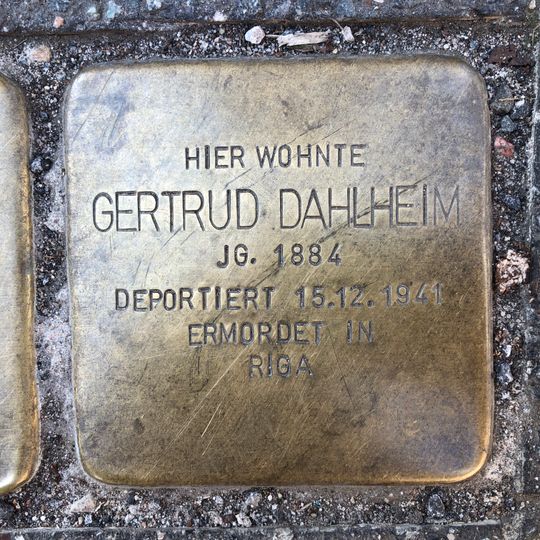 HIER WOHNTE
GERTRUD DAHLHEIM
JG. 1884
DEPORTIERT 15.12.1941
ERMORDET IN
RIGA